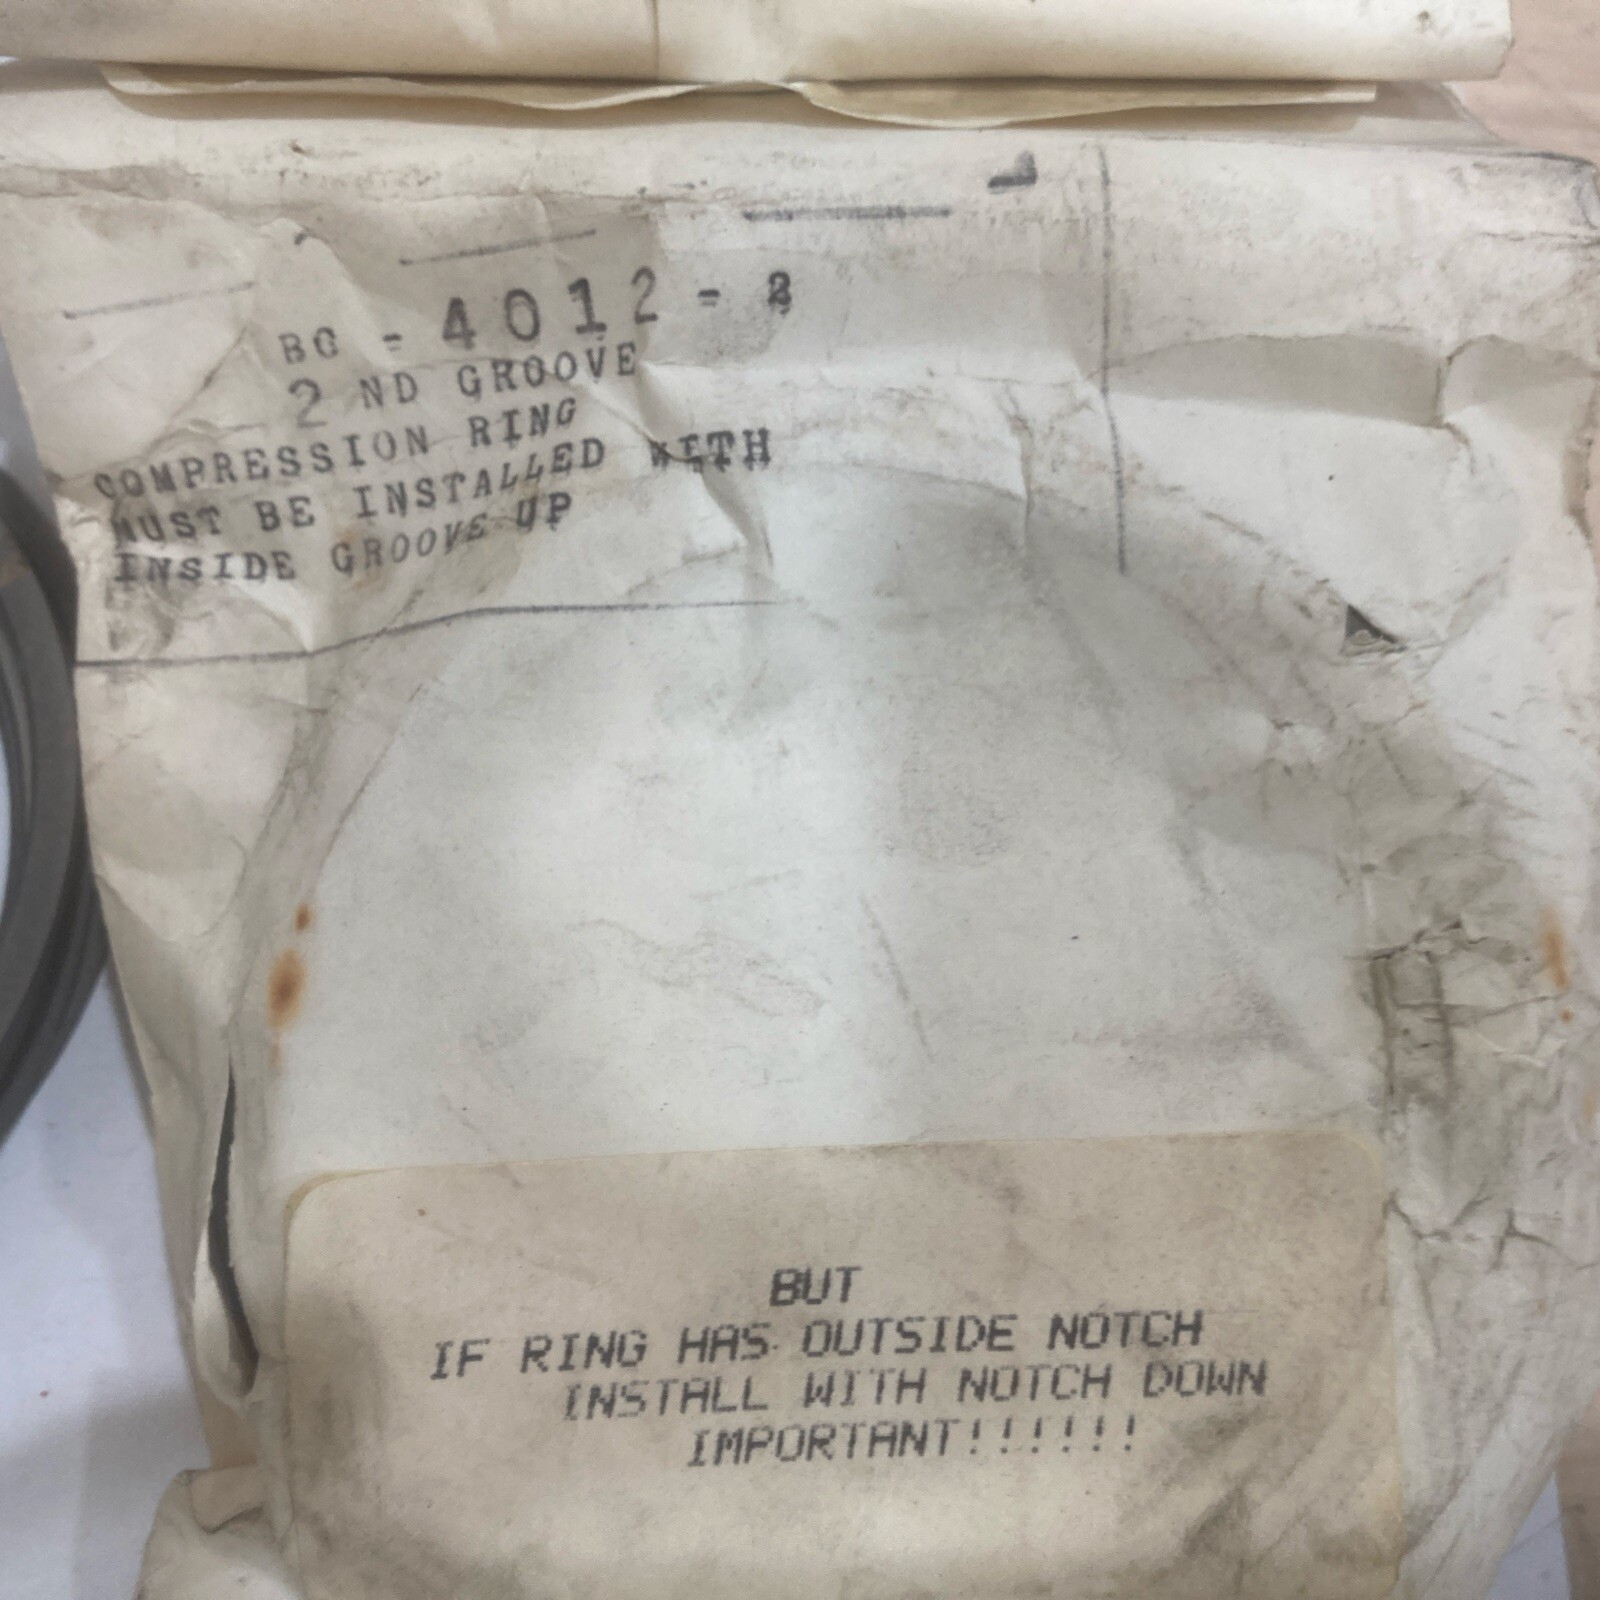 BC - 4012 -
2 ND GROOVE
COMPRESSION RING
MUST BE INSTALLED WITH
INSIDE GROOVE UP
BUT
IF RING HAS OUTSIDE NOTCH
INSTALL WITH NOTCH DOWN
IMPORTANT!!!!!!